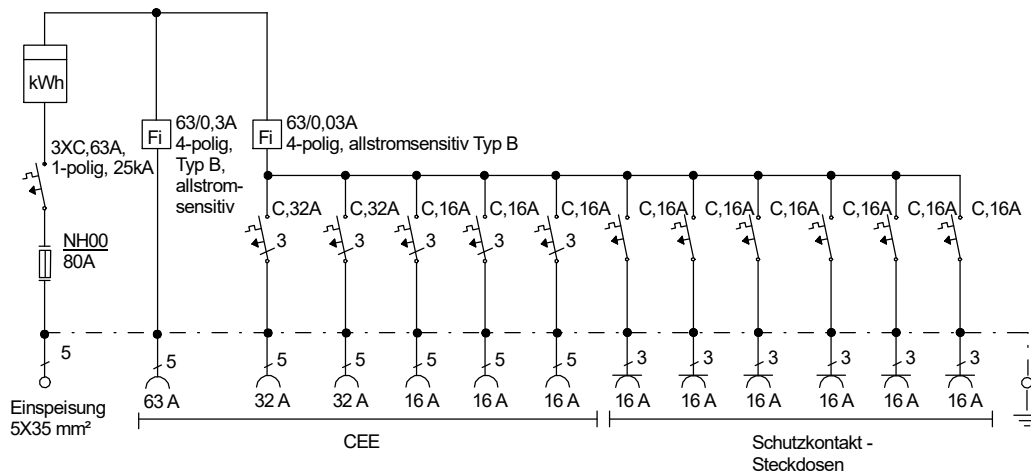 kWh
3XC,63A,
1-polig, 25kA
NH00
80A
Fi
63/0,3A
4-polig,
Typ B,
allstrom-
sensitiv
Fi
63/0,03A
4-polig, allstromsensitiv Typ B
C,32A C,32A C,16A C,16A C,16A C,16A C,16A C,16A C,16A C,16A C,16A
3 3 3 3 3
5 5 5 5 5 5 5 3 3 3 3 3 3
63 A 32 A 32 A 16 A 16 A 16 A 16 A 16 A 16 A 16 A 16 A 16 A
Einspeisung
5X35 mm²
CEE
Schutzkontakt -
Steckdosen